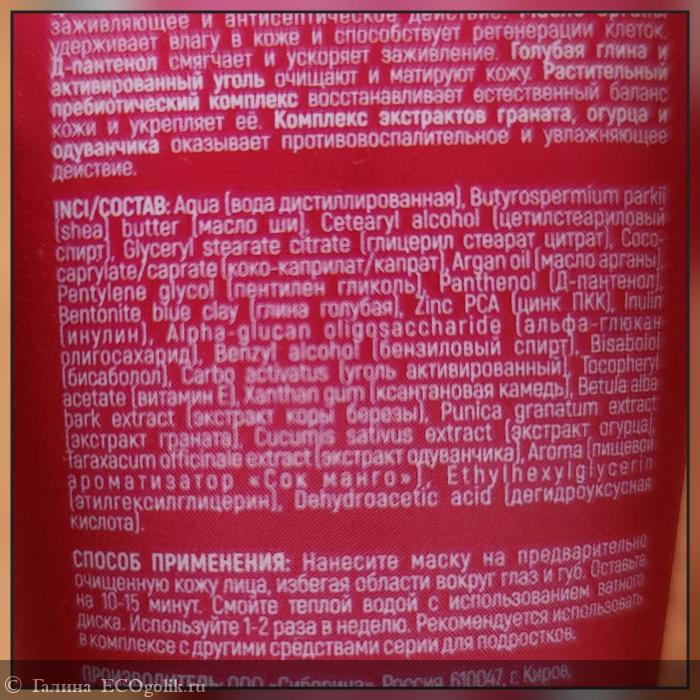 заживляющее и антисептическое действие. Масло арганы
удерживает влагу в коже и способствует регенерации клеток.
Д-пантенол смягчает и ускоряет заживление. Голубая глина и
активированный уголь очищают и матируют кожу. Растительный
пребиотический комплекс восстанавливает естественный баланс
кожи и укрепляет её. Комплекс экстрактов граната, огурца и
одуванчика оказывает противовоспалительное и увлажняющее
действие.
INCI/СОСТАВ: Aqua (вода дистиллированная), Butyrospermium parkii
(shea) butter (масло ши), Cetearyl alcohol (цетилстеариловый
спирт), Glyceryl stearate citrate (глицерил стеарат цитрат), Coco-
caprylate/caprate (коко-каприлат/капрат), Argan oil (масло арганы),
Pentylene glycol (пентилен гликоль), Panthenol (Д-пантенол),
Bentonite blue clay (глина голубая), Zinc PCA (цинк ПКК), Inulin
(инулин), Alpha-glucan oligosaccharide (альфа-глюкан
олигосахарид), Benzyl alcohol (бензиловый спирт), Bisabolol
(бисаболол), Carbo activatus (уголь активированный), Tocopheryl
acetate (витамин Е), Xanthan gum (ксантановая камедь), Betula alba
park extract (экстракт коры березы), Punica granatum extract
(экстракт граната), Cucumis sativus extract (экстракт огурца),
Taraxacum officinale extract (экстракт одуванчика), Aroma (пищевой
ароматизатор «Сок манго»), Ethylhexylglycerin
(этилгексилглицерин), Dehydroacetic acid (дегидроуксусная
кислота).
СПОСОБ ПРИМЕНЕНИЯ: Нанесите маску на предварительно
очищенную кожу лица, избегая области вокруг глаз и губ. Оставьте
на 10-15 минут. Смойте теплой водой с использованием ватного
диска. Используйте 1-2 раза в неделю. Рекомендуется использовать
в комплексе с другими средствами серии для подростков.
ПРОИЗВОДИТЕЛЬ: ООО «Сиберина» Россия, 610047, г. Киров,
© Галина ECOgolik.ru